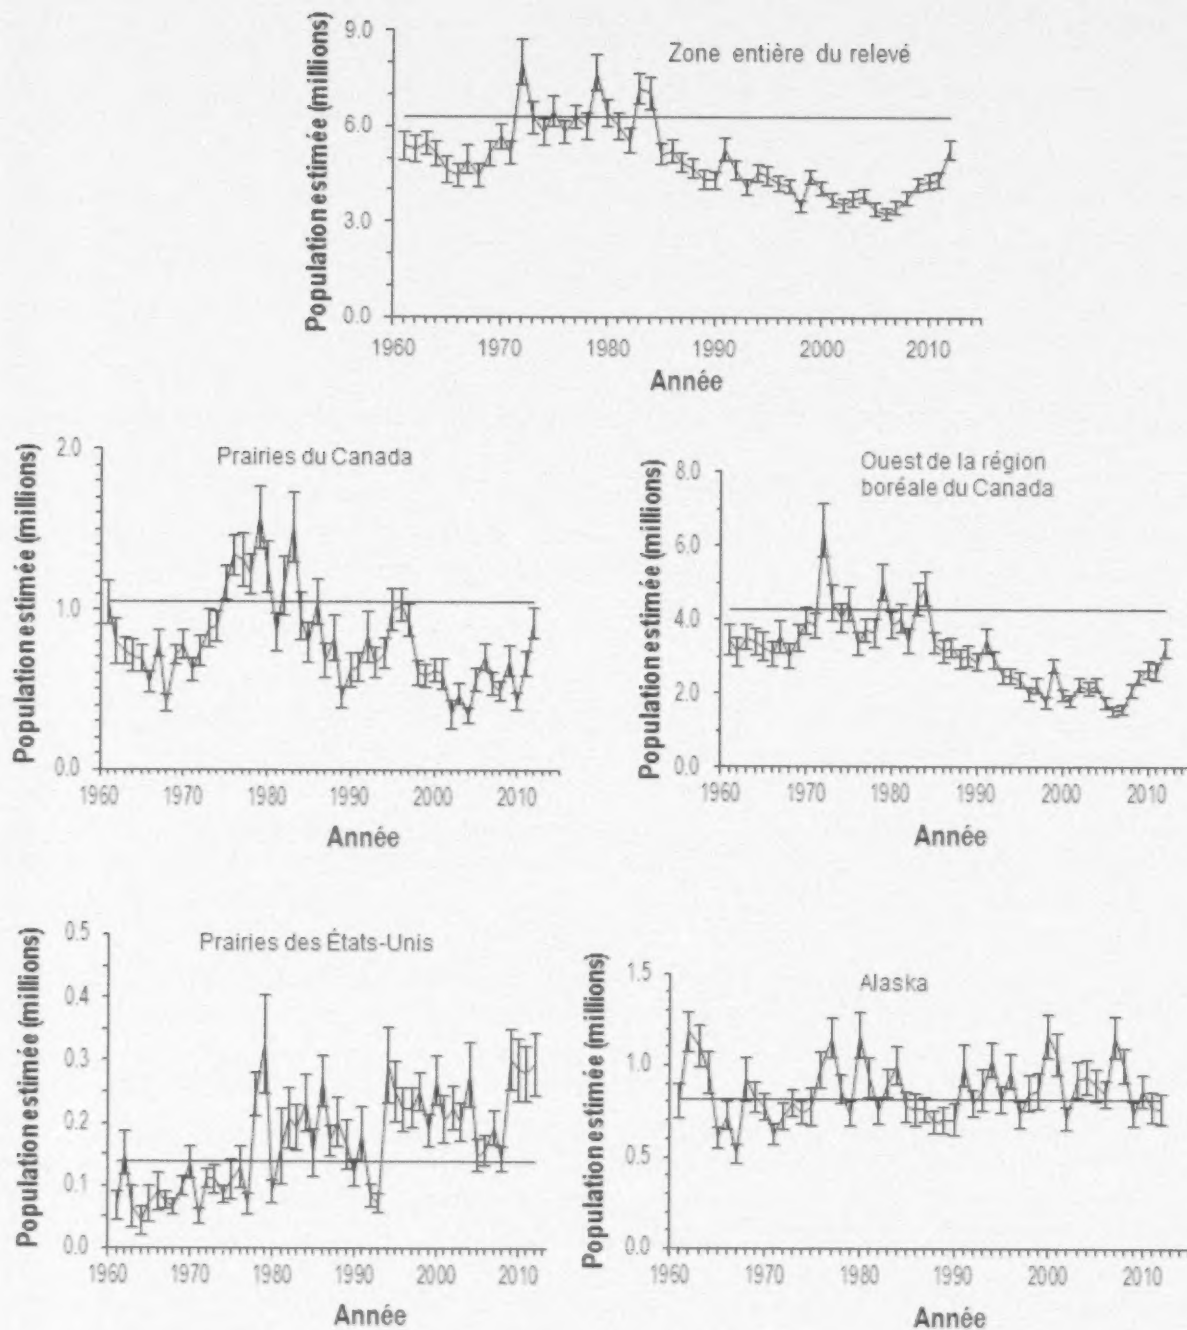 Zone entière du relevé
Population estimée (millions)
9.0
6.0
3.0
0.0
1960 1970 1980 1990 2000 2010
Année
Prairies du Canada
Population estimée (millions)
2.0
1.0
0.0
1960 1970 1980 1990 2000 2010
Année
Ouest de la région
boréale du Canada
Population estimée (millions)
8.0
6.0
4.0
2.0
0.0
1960 1970 1980 1990 2000 2010
Année
Prairies des États-Unis
Population estimée (millions)
0.5
0.4
0.3
0.2
0.1
0.0
1960 1970 1980 1990 2000 2010
Année
Alaska
Population estimée (millions)
1.5
1.0
0.5
0.0
1960 1970 1980 1990 2000 2010
Année